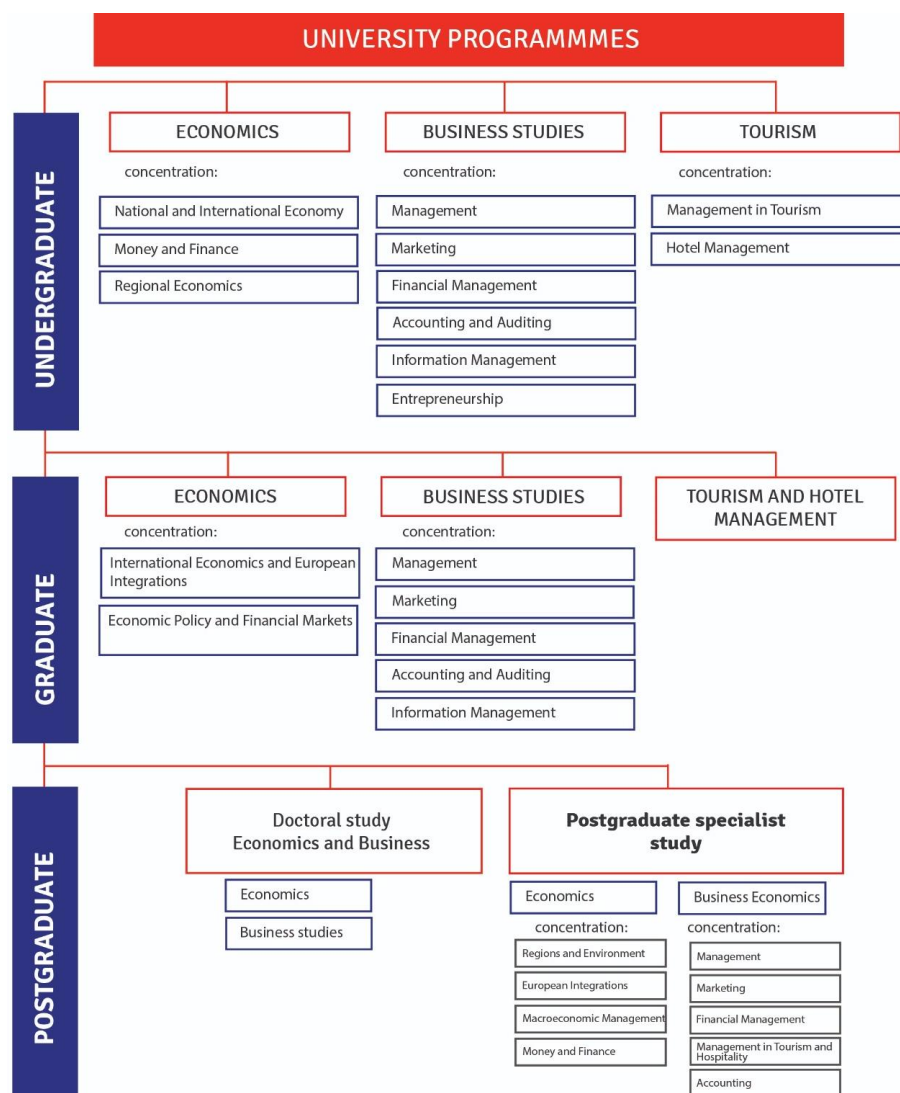 UNIVERSITY PROGRAMMMES
UNDERGRADUATE
ECONOMICS
concentration:
National and International Economy
Money and Finance
Regional Economics
BUSINESS STUDIES
concentration:
Management
Marketing
Financial Management
Accounting and Auditing
Information Management
Entrepreneurship
TOURISM
concentration:
Management in Tourism
Hotel Management
GRADUATE
ECONOMICS
concentration:
International Economics and European
Integrations
Economic Policy and Financial Markets
BUSINESS STUDIES
concentration:
Management
Marketing
Financial Management
Accounting and Auditing
Information Management
TOURISM AND HOTEL
MANAGEMENT
POSTGRADUATE
Doctoral study
Economics and Business
Economics
Business studies
Postgraduate specialist
study
Economics
concentration:
Regions and Environment
European Integrations
Macroeconomic Management
Money and Finance
Business Economics
concentration:
Management
Marketing
Financial Management
Management in Tourism and
Hospitality
Accounting